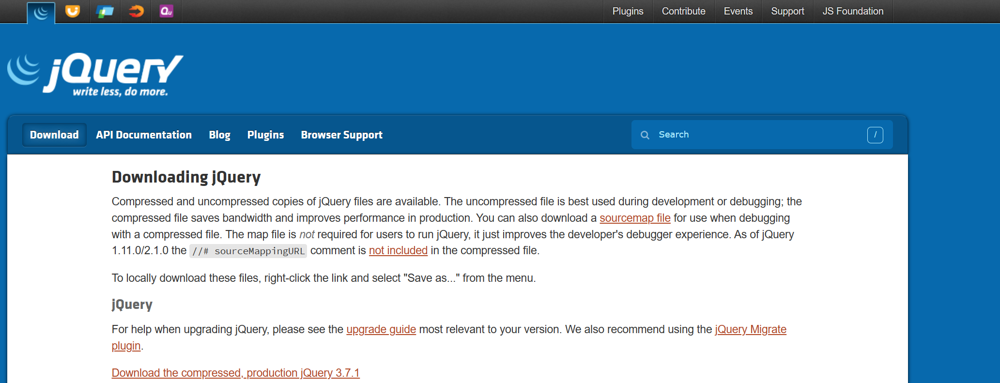 Qu
Plugins
Contribute
Events
Support
JS Foundation
jQuery
write less, do more.
Download
API Documentation
Blog
Plugins
Browser Support
Search
/
Downloading jQuery
Compressed and uncompressed copies of jQuery files are available. The uncompressed file is best used during development or debugging; the
compressed file saves bandwidth and improves performance in production. You can also download a sourcemap file for use when debugging
with a compressed file. The map file is not required for users to run jQuery, it just improves the developer's debugger experience. As of jQuery
1.11.0/2.1.0 the //# sourceMappingURL comment is not included in the compressed file.
To locally download these files, right-click the link and select "Save as..." from the menu.
jQuery
For help when upgrading jQuery, please see the upgrade guide most relevant to your version. We also recommend using the jQuery Migrate
plugin.
Download the compressed, production jQuery 3.7.1